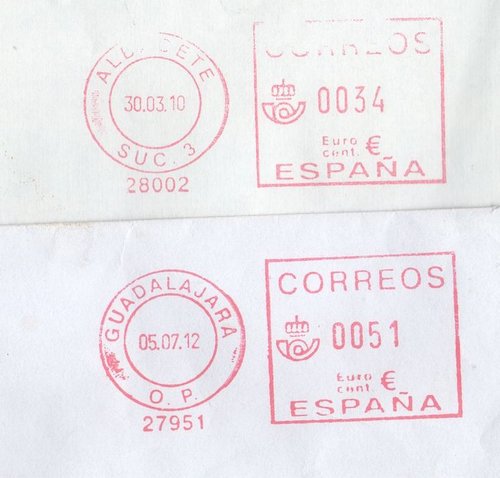 CORREOS
ALBACETE
30.03.10
SUC. 3
28002
0034
Euro
cent. €
ESPAÑA
GUADALAJARA
05.07.12
O. P.
27951
CORREOS
0051
Euro
cent. €
ESPAÑA